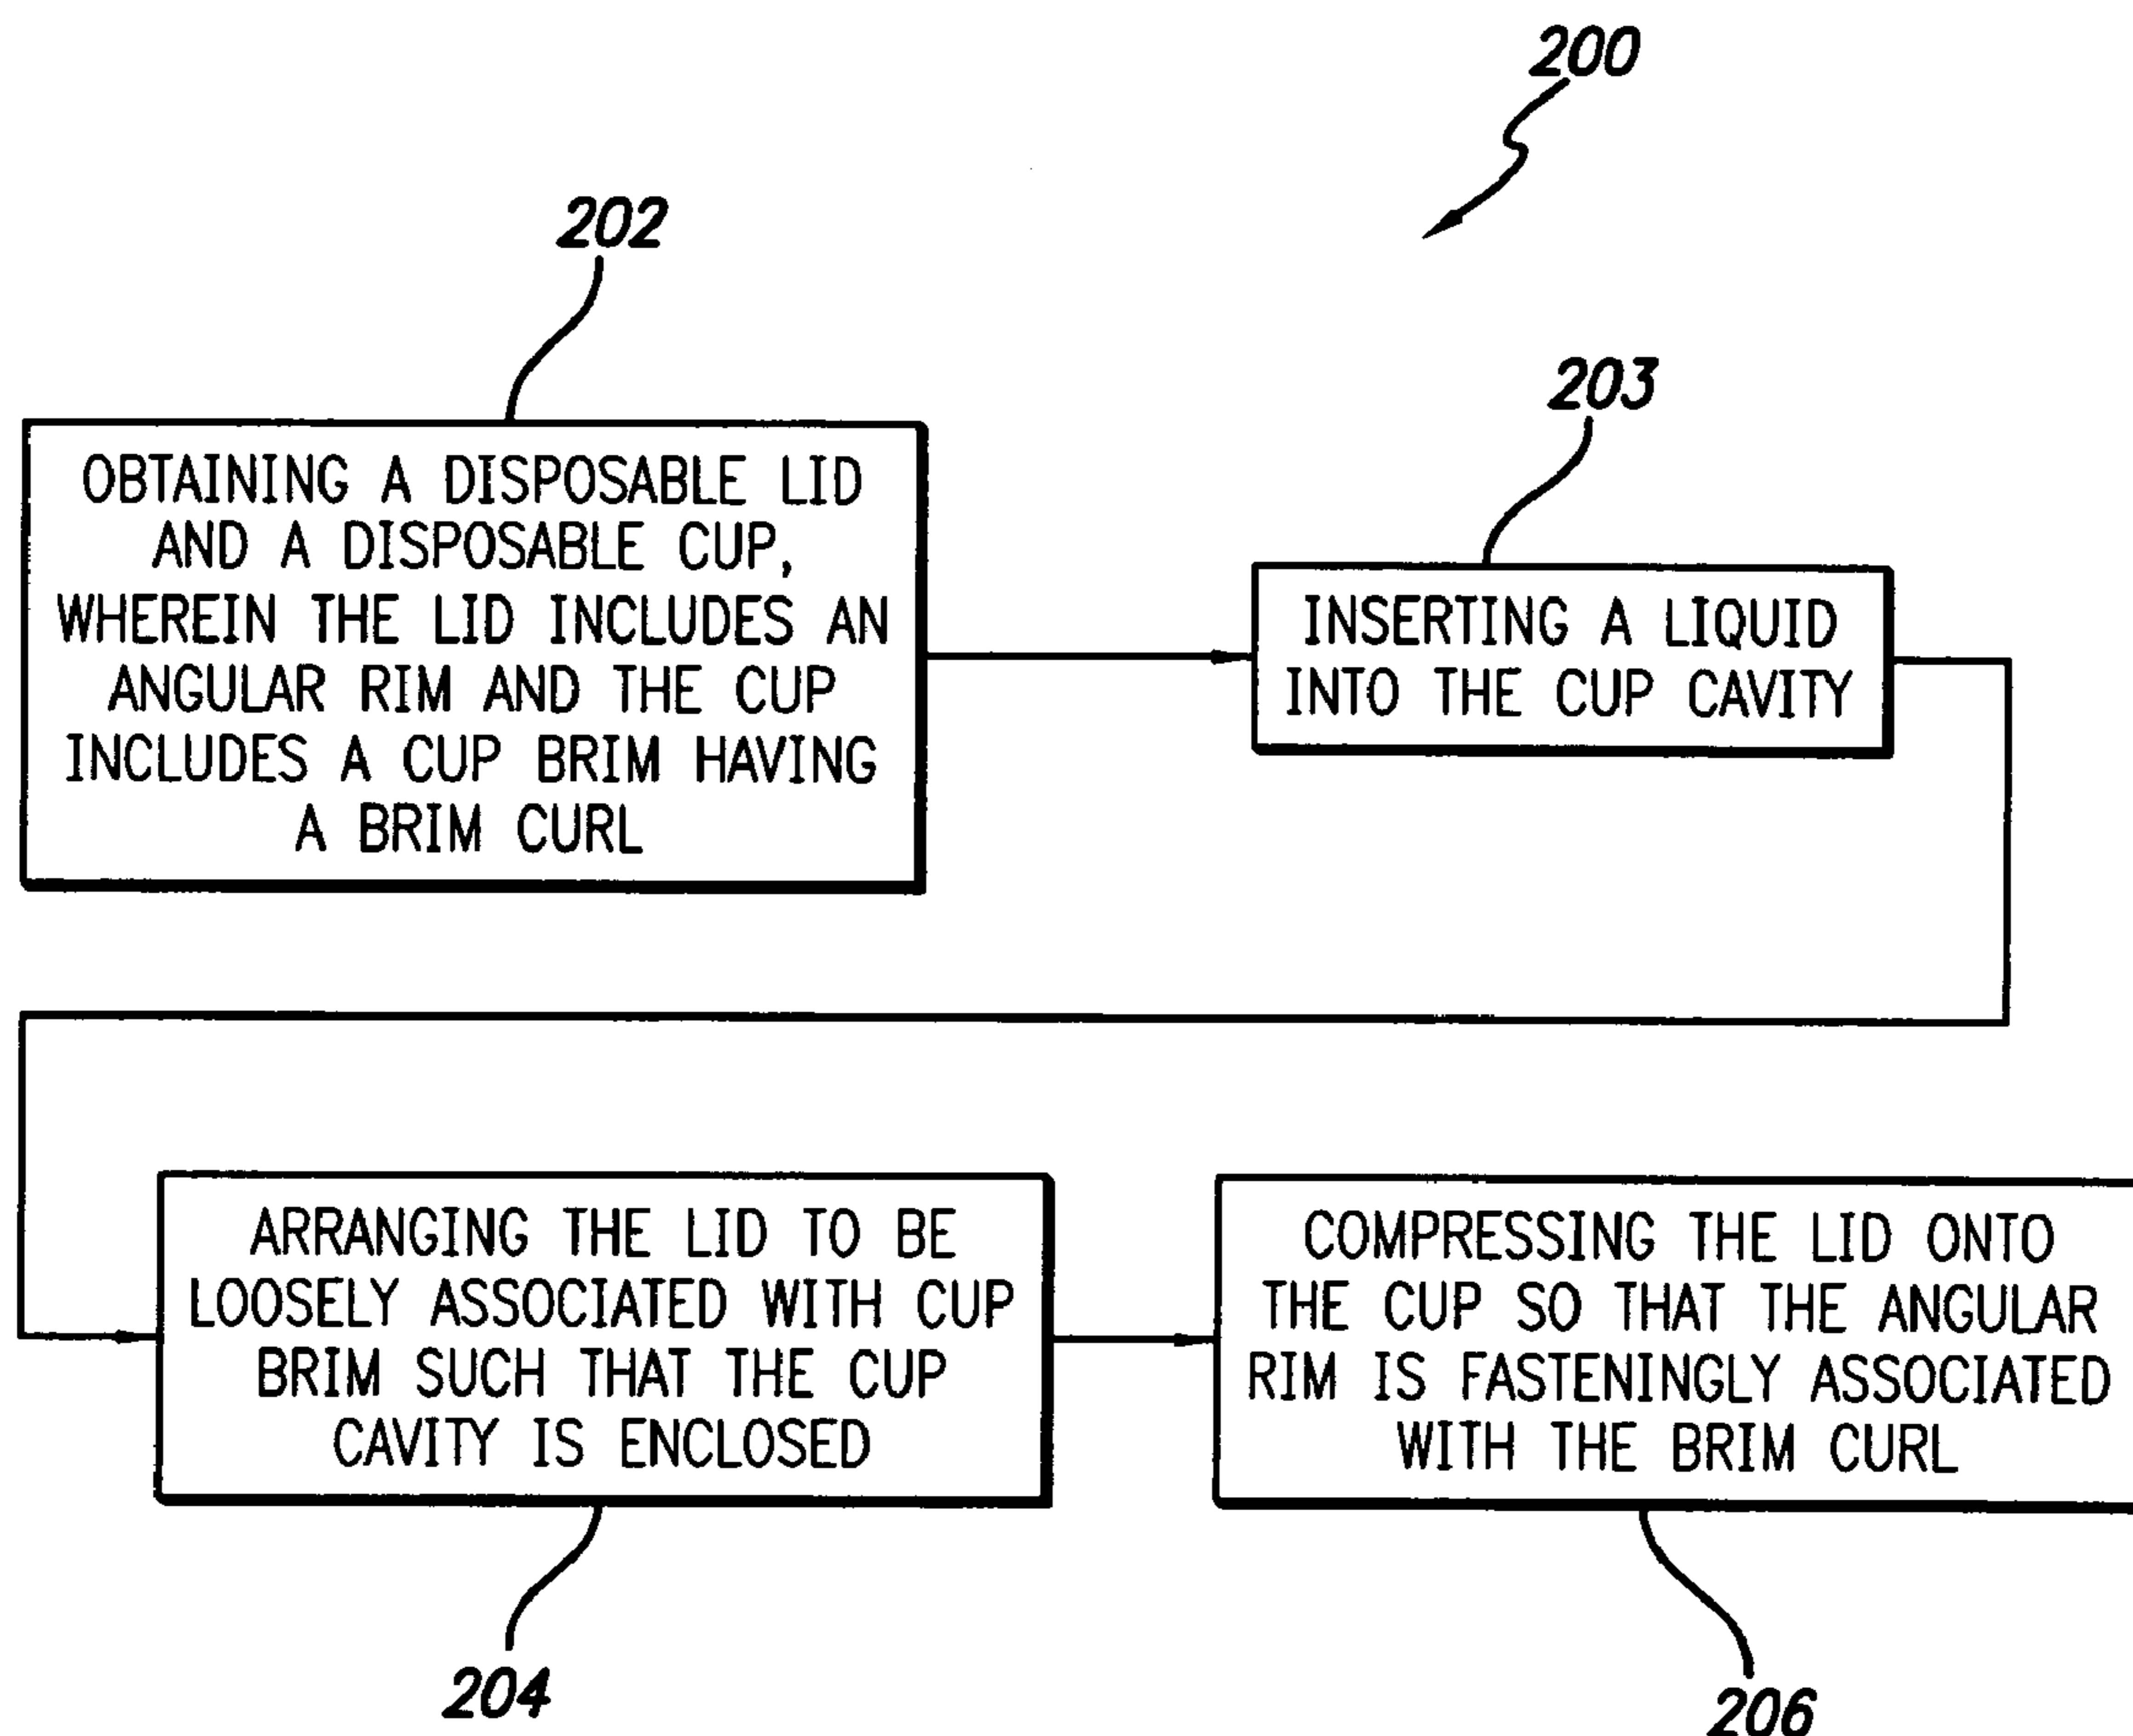 200
202
OBTAINING A DISPOSABLE LID
AND A DISPOSABLE CUP,
WHEREIN THE LID INCLUDES AN
ANGULAR RIM AND THE CUP
INCLUDES A CUP BRIM HAVING
A BRIM CURL
203
INSERTING A LIQUID
INTO THE CUP CAVITY
ARRANGING THE LID TO BE
LOOSELY ASSOCIATED WITH CUP
BRIM SUCH THAT THE CUP
CAVITY IS ENCLOSED
204
COMPRESSING THE LID ONTO
THE CUP SO THAT THE ANGULAR
RIM IS FASTENINGLY ASSOCIATED
WITH THE BRIM CURL
206